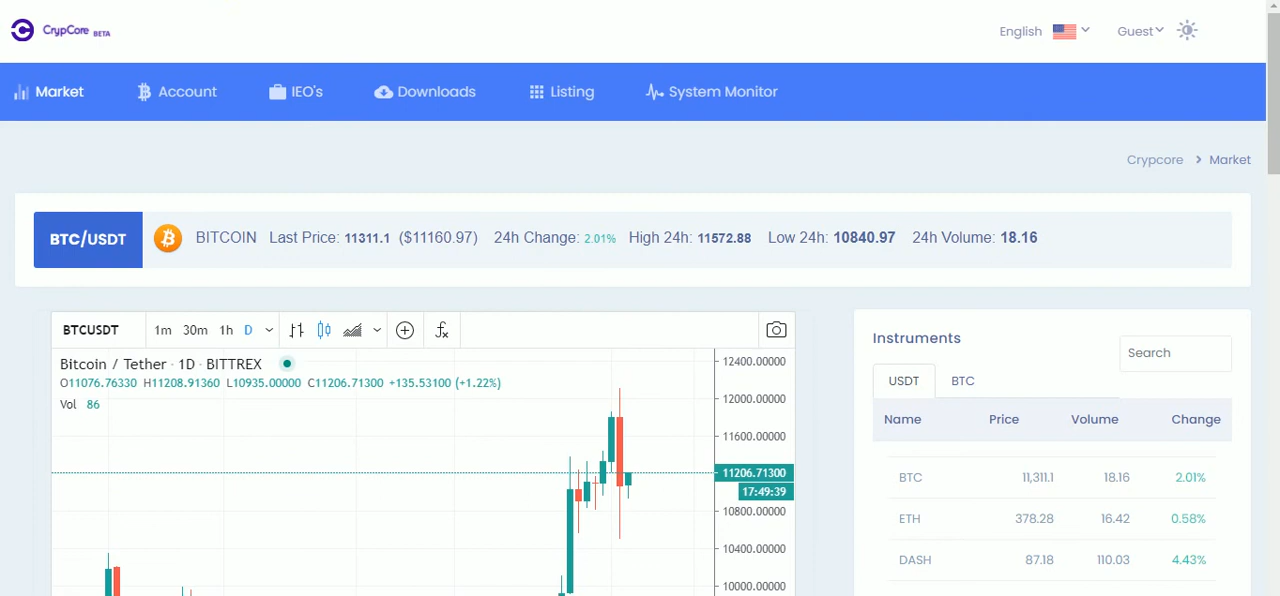 CrypCore BETA
English
Guest
Market
Account
IEO's
Downloads
Listing
System Monitor
Crypcore > Market
BTC/USDT
BITCOIN Last Price: 11311.1 ($11160.97) 24h Change: 2.01% High 24h: 11572.88 Low 24h: 10840.97 24h Volume: 18.16
BTCUSDT 1m 30m 1h D
Bitcoin / Tether · 1D · BITTREX
O11076.76330 H11208.91360 L10935.00000 C11206.71300 +135.53100 (+1.22%)
Vol 86
12400.00000
12000.00000
11600.00000
11206.71300
17:49:39
10800.00000
10400.00000
10000.00000
Instruments
Search
USDT BTC
Name Price Volume Change
BTC 11,311.1 18.16 2.01%
ETH 378.28 16.42 0.58%
DASH 87.18 110.03 4.43%